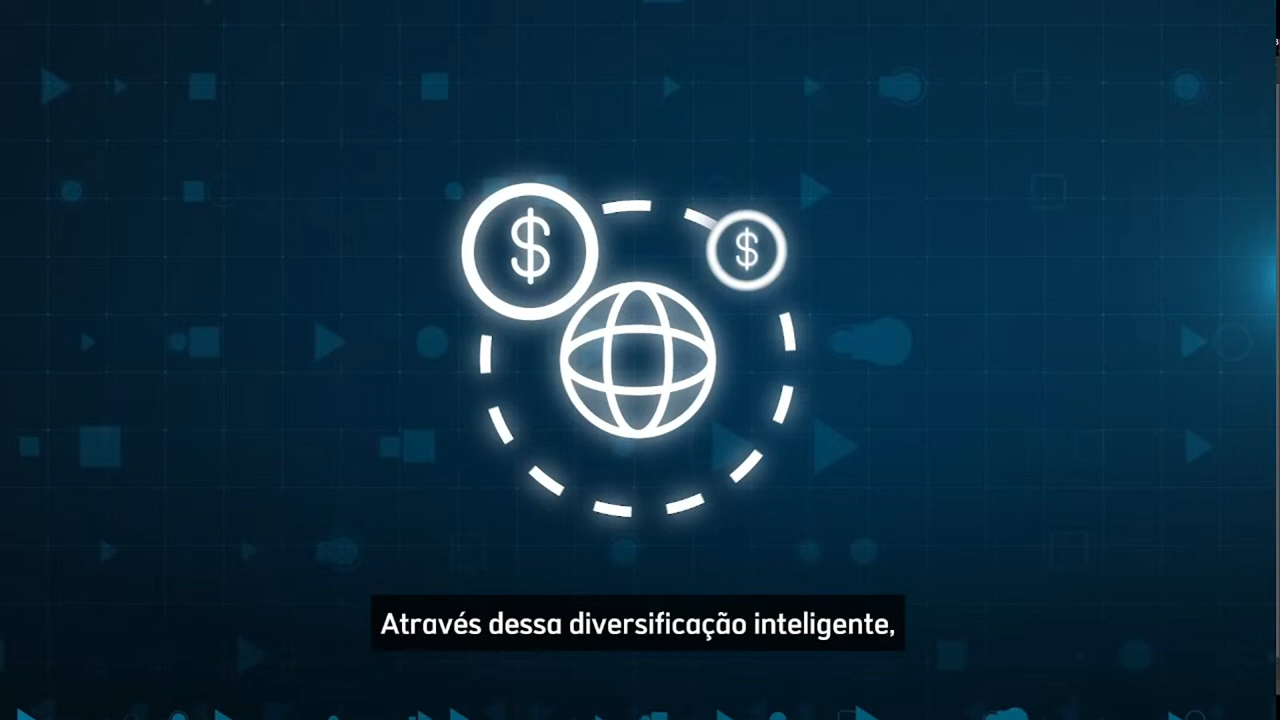 $
$
Através dessa diversificação inteligente,